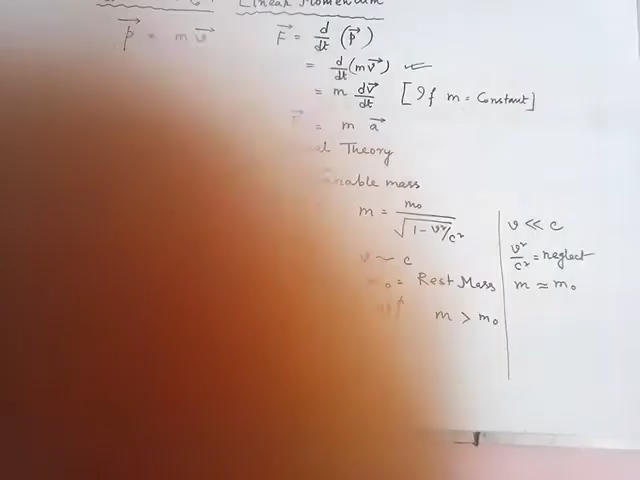 Linear Momentum
p⃗ = m v⃗
F⃗ = d/dt (p⃗)
= d/dt (m v⃗)
= m dv⃗/dt [If m = Constant]
= m a⃗
Theory
mass
m = m₀/√(1 - v²/c²)
v ~ c
m₀ = Rest Mass
m > m₀
v << c
v²/c² = neglect
m ≃ m₀